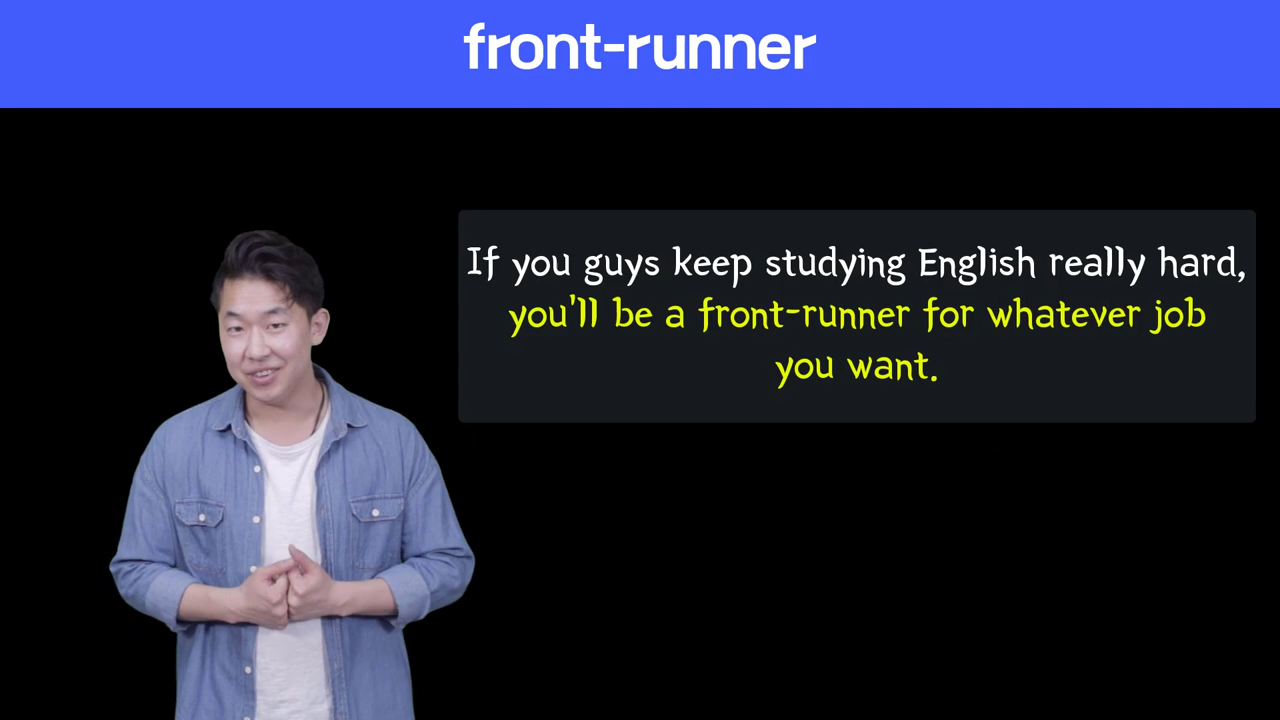 front-runner
If you guys keep studying English really hard,
you'll be a front-runner for whatever job
you want.